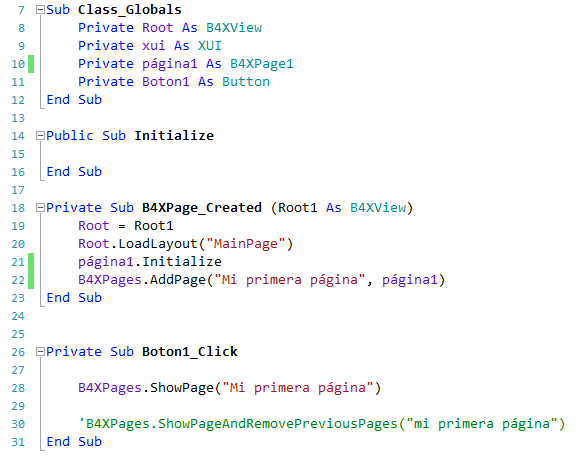 7 Sub Class_Globals
8 Private Root As B4XView
9 Private xui As XUI
10 Private página1 As B4XPage1
11 Private Boton1 As Button
12 End Sub
13
14 Public Sub Initialize
15
16 End Sub
17
18 Private Sub B4XPage_Created (Root1 As B4XView)
19 Root = Root1
20 Root.LoadLayout("MainPage")
21 página1.Initialize
22 B4XPages.AddPage("Mi primera página", página1)
23 End Sub
24
25
26 Private Sub Boton1_Click
27
28 B4XPages.ShowPage("Mi primera página")
29
30 'B4XPages.ShowPageAndRemovePreviousPages("mi primera página")
31 End Sub